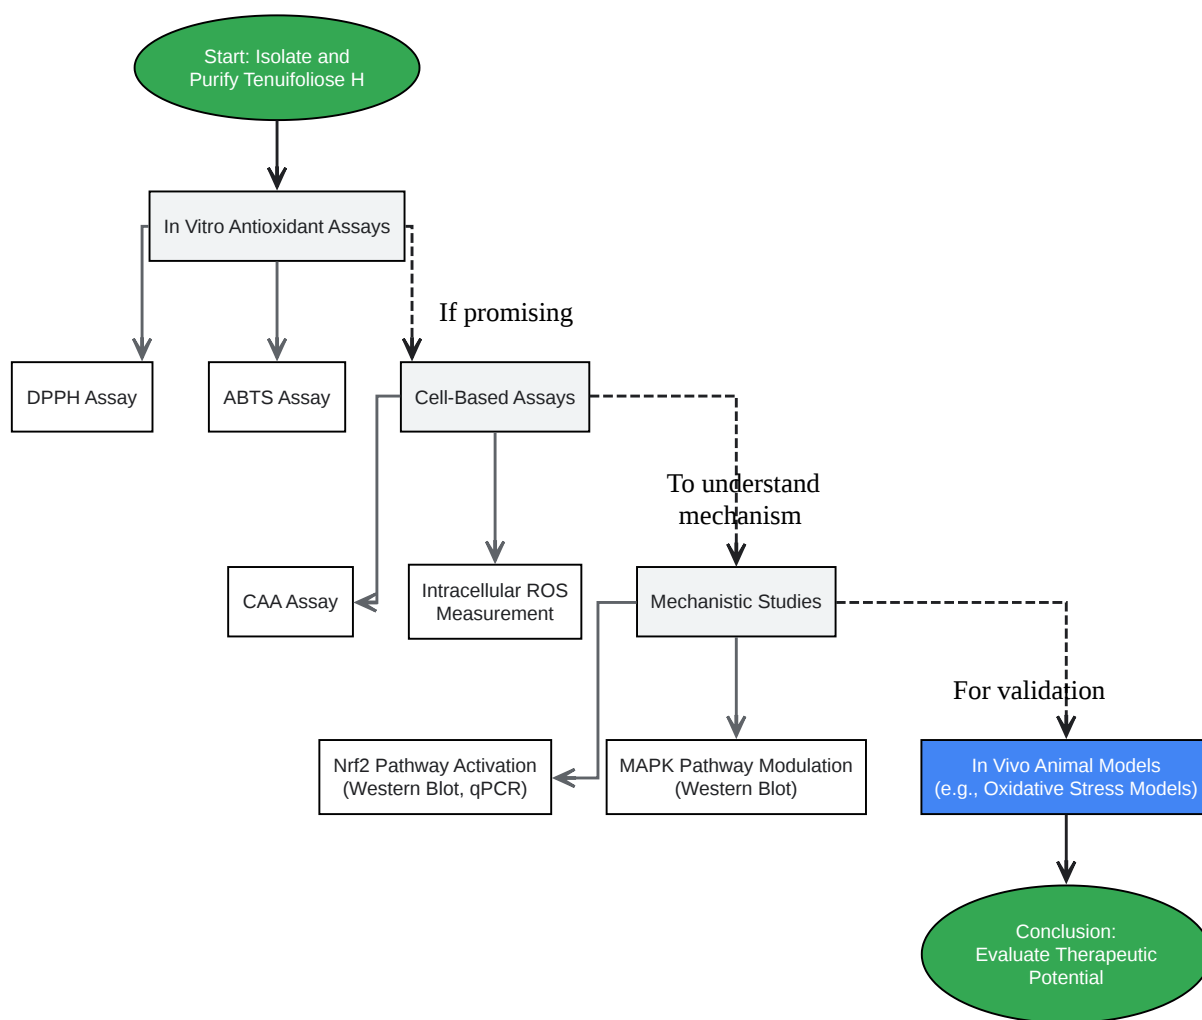 Start: Isolate and
Purify Tenuifoliose H
In Vitro Antioxidant Assays
If promising
DPPH Assay
ABTS Assay
Cell-Based Assays
To understand
mechanism
CAA Assay
Intracellular ROS
Measurement
Mechanistic Studies
For validation
Nrf2 Pathway Activation
(Western Blot, qPCR)
MAPK Pathway Modulation
(Western Blot)
In Vivo Animal Models
(e.g., Oxidative Stress Models)
Conclusion:
Evaluate Therapeutic
Potential